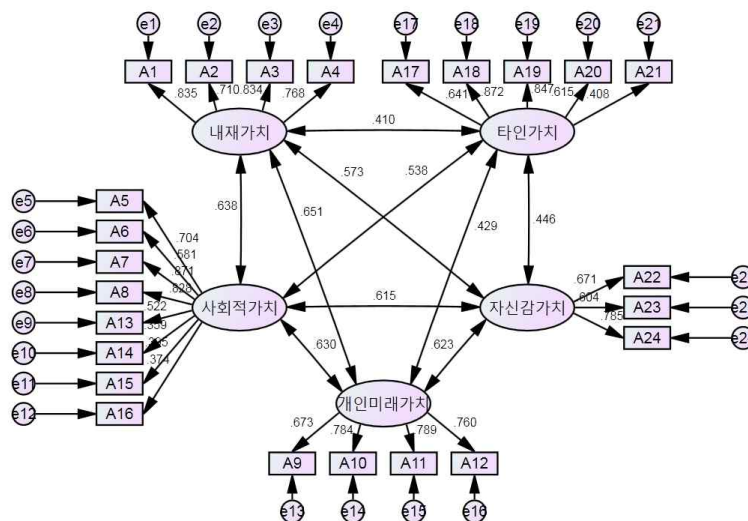 e1 e2 e3 e4 e17 e18 e19 e20 e21
A1 A2 A3 A4 A17 A18 A19 A20 A21
.835 .710 .834 .768 .641 .872 .847 .615 .408
내재가치 .410 타인가치
.573 .538
.638 .651 .429 .446
e5 A5 .704
e6 A6 .581
e7 A7 .671 .671 A22
e8 A8 .628 사회적가치 .615 자신감가치 .604 A23
e9 A13 .522 .785 A24
e10 A14 .359
e11 A15
e12 A16 .374
.630 .623
개인미래가치
.673 .784 .789 .760
A9 A10 A11 A12
e13 e14 e15 e16